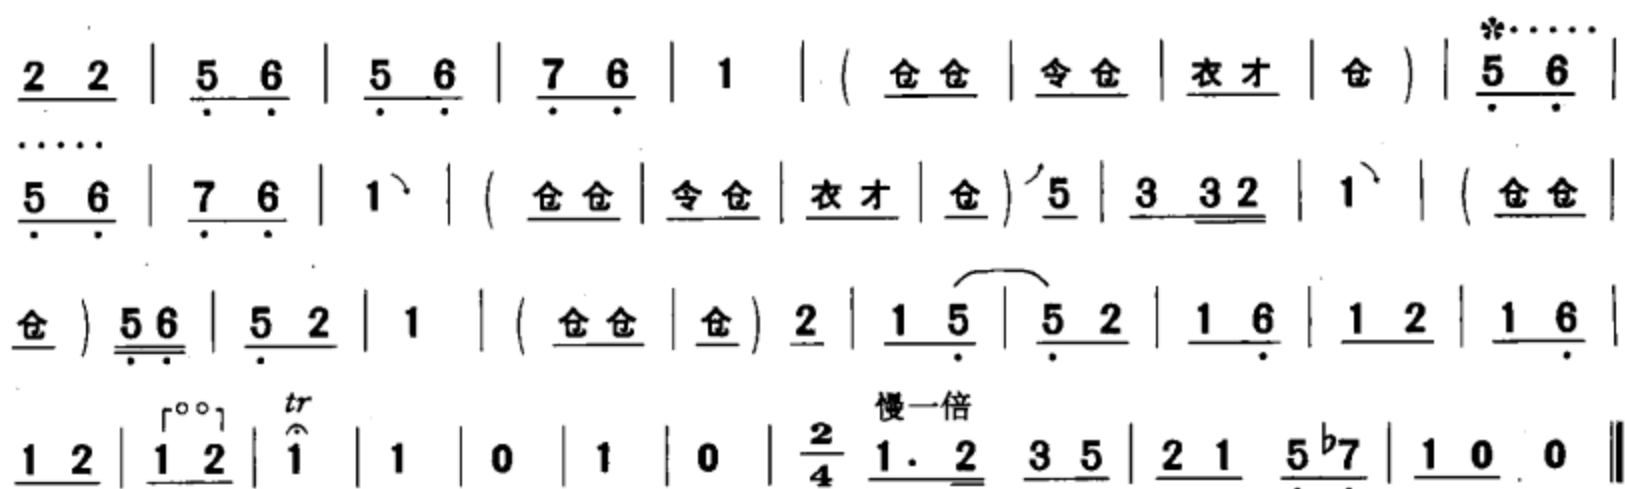 2 2 | 5 6 | 5 6 | 7 6 | 1 | ( 仓 仓 | 令 仓 | 衣 才 | 仓 ) | 5 6 |
5 6 | 7 6 | 1 | ( 仓 仓 | 令 仓 | 衣 才 | 仓 ) 5 | 3 3 2 | 1 | ( 仓 仓 |
仓 ) 5 6 | 5 2 | 1 | ( 仓 仓 | 仓 ) 2 | 1 5 | 5 2 | 1 6 | 1 2 | 1 6 |
tr 慢一倍
1 2 | 1 2 | 1 | 1 | 0 | 1 | 0 | 2/4 1. 2 3 5 | 2 1 5 ♭7 | 1 0 0 ‖